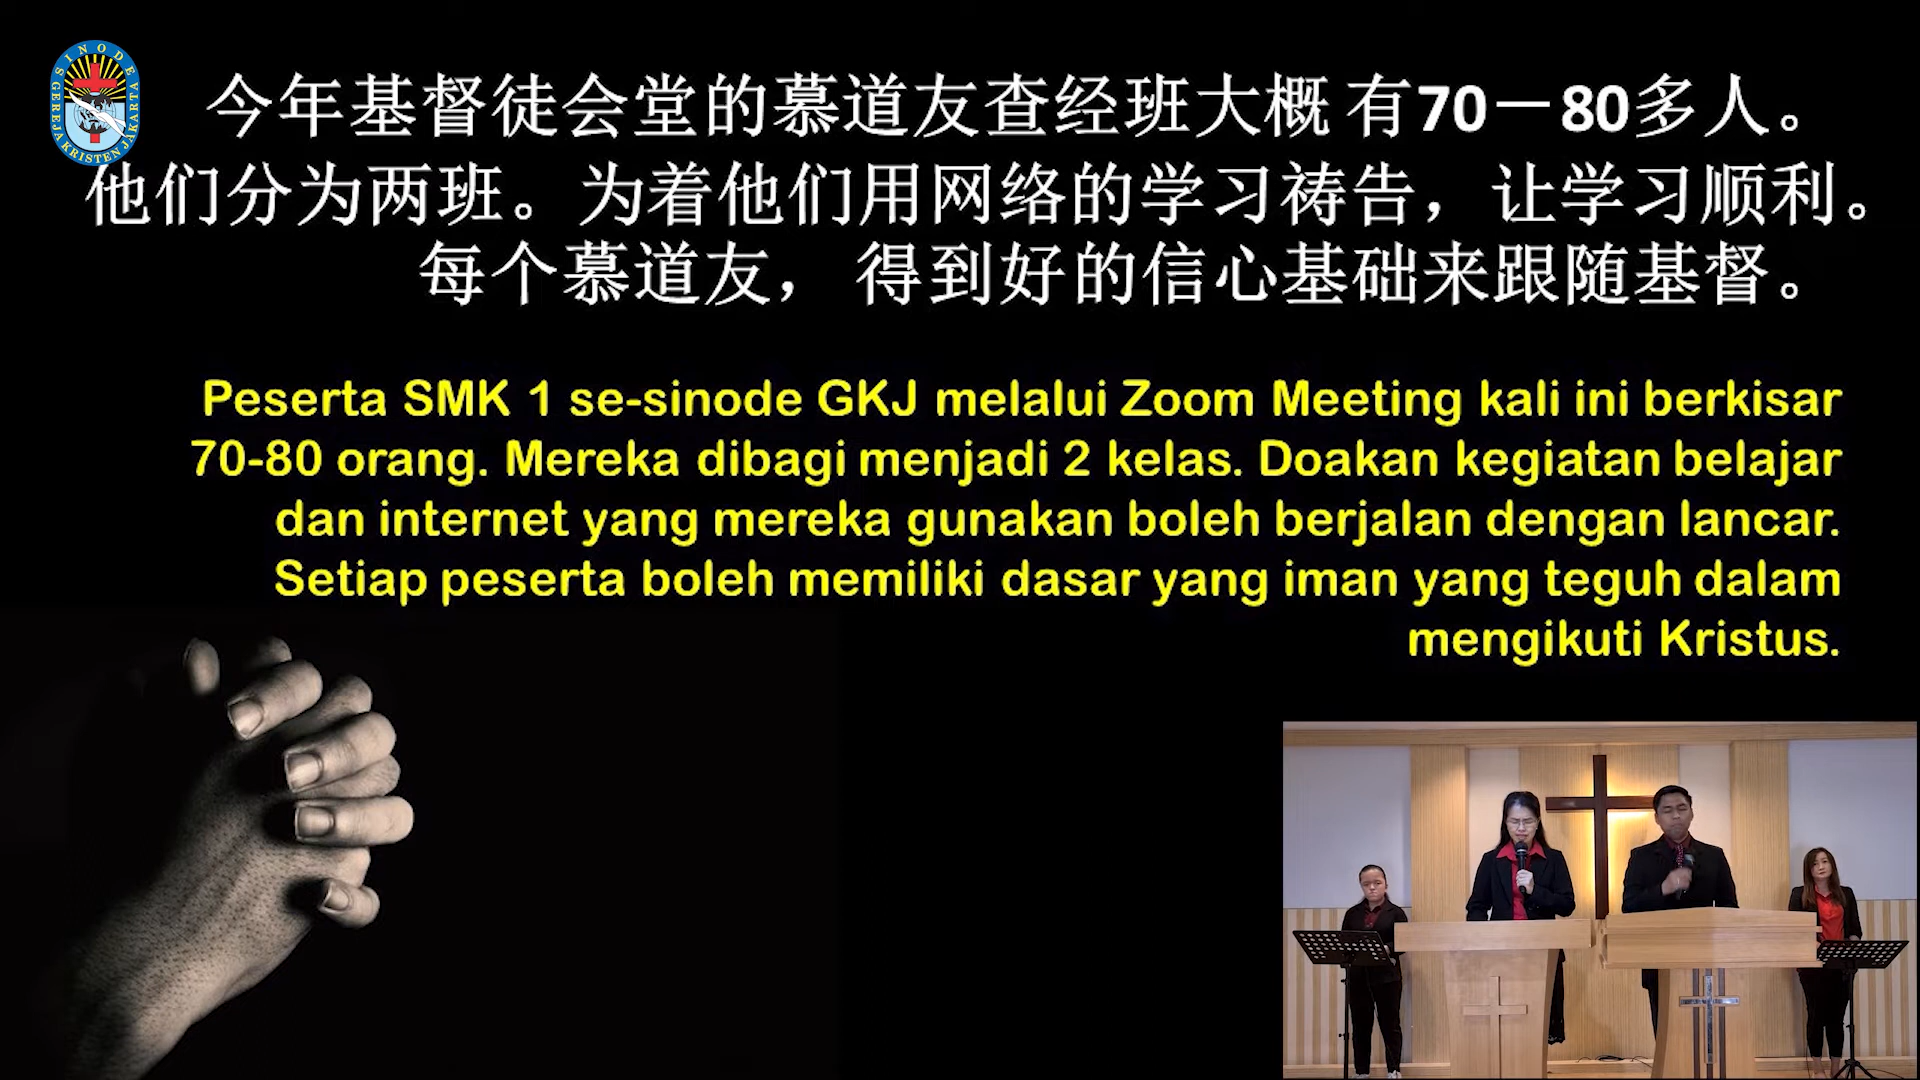 SINODE GEREJA KRISTEN JAKARTA
今年基督徒会堂的慕道友查经班大概 有70－80多人。
他们分为两班。为着他们用网络的学习祷告，让学习顺利。
每个慕道友， 得到好的信心基础来跟随基督。
Peserta SMK 1 se-sinode GKJ melalui Zoom Meeting kali ini berkisar
70-80 orang. Mereka dibagi menjadi 2 kelas. Doakan kegiatan belajar
dan internet yang mereka gunakan boleh berjalan dengan lancar.
Setiap peserta boleh memiliki dasar yang iman yang teguh dalam
mengikuti Kristus.